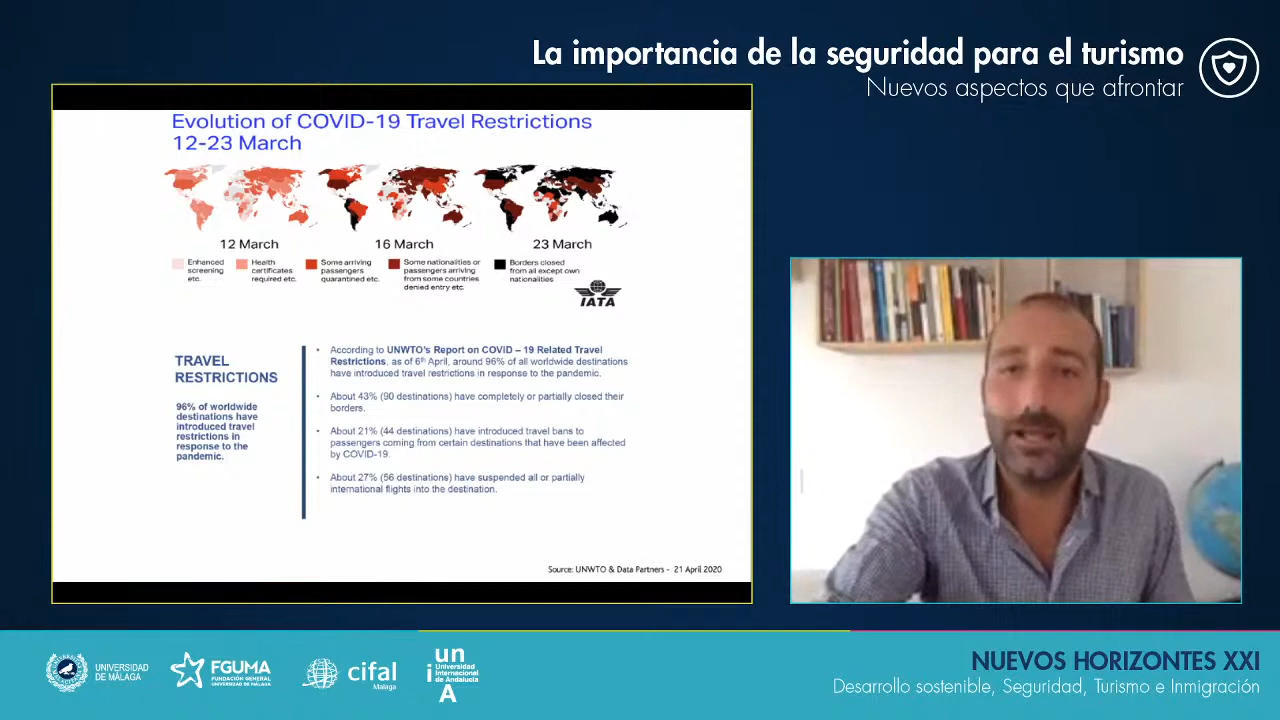 La importancia de la seguridad para el turismo
Nuevos aspectos que afrontar
Evolution of COVID-19 Travel Restrictions
12-23 March
12 March
16 March
23 March
Enhanced
screening
etc.
Health
certificates
required etc.
Some arriving
passengers
quarantined etc.
Some nationalities or
passengers arriving
from some countries
denied entry etc.
Borders closed
from all except own
nationalities
IATA
TRAVEL
RESTRICTIONS
96% of worldwide
destinations have
introduced travel
restrictions in
response to the
pandemic.
• According to UNWTO's Report on COVID – 19 Related Travel
Restrictions, as of 6th April, around 96% of all worldwide destinations
have introduced travel restrictions in response to the pandemic.
• About 43% (90 destinations) have completely or partially closed their
borders.
• About 21% (44 destinations) have introduced travel bans to
passengers coming from certain destinations that have been affected
by COVID-19.
• About 27% (56 destinations) have suspended all or partially
international flights into the destination.
Source: UNWTO & Data Partners - 21 April 2020
UNIVERSIDAD
DE MÁLAGA
FGUMA
FUNDACIÓN GENERAL
UNIVERSIDAD DE MÁLAGA
cifal
Málaga
un
i
Universidad
Internacional
de Andalucía
A
NUEVOS HORIZONTES XXI
Desarrollo sostenible, Seguridad, Turismo e Inmigración